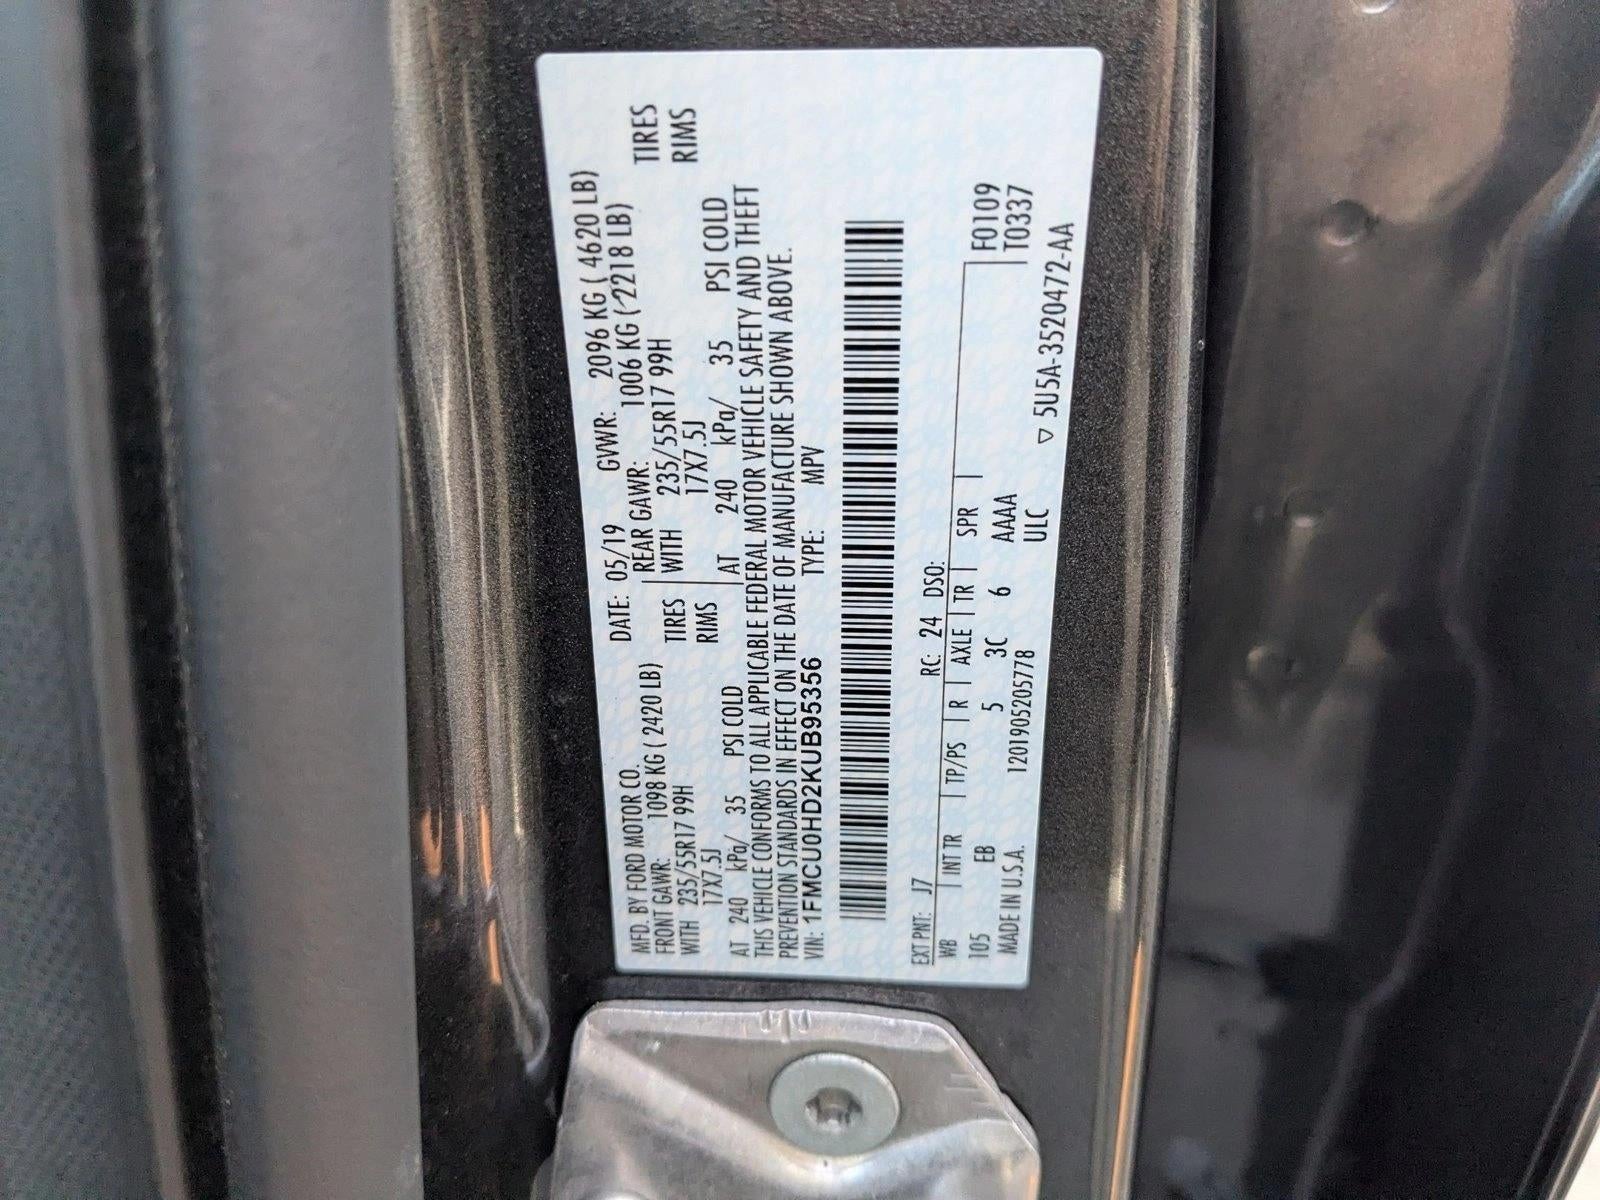 MFD. BY FORD MOTOR CO.
DATE: 05/19 GVWR: 2096 KG ( 4620 LB)
FRONT GAWR: 1098 KG ( 2420 LB) REAR GAWR: 1006 KG ( 2218 LB)
WITH 235/55R17 99H TIRES WITH 235/55R17 99H TIRES
17X7.5J RIMS 17X7.5J RIMS
AT 240 kPa/ 35 PSI COLD AT 240 kPa/ 35 PSI COLD
THIS VEHICLE CONFORMS TO ALL APPLICABLE FEDERAL MOTOR VEHICLE SAFETY AND THEFT
PREVENTION STANDARDS IN EFFECT ON THE DATE OF MANUFACTURE SHOWN ABOVE.
VIN: 1FMCU0HD2KUB95356 TYPE: MPV
EXT PNT: J7 RC: 24 DSO: F0109
WB INT TR TP/PS R AXLE TR SPR T0337
105 EB 5 3C 6 AAAA
MADE IN U.S.A. 1201905205778 ULC
▽ 5U5A-3520472-AA